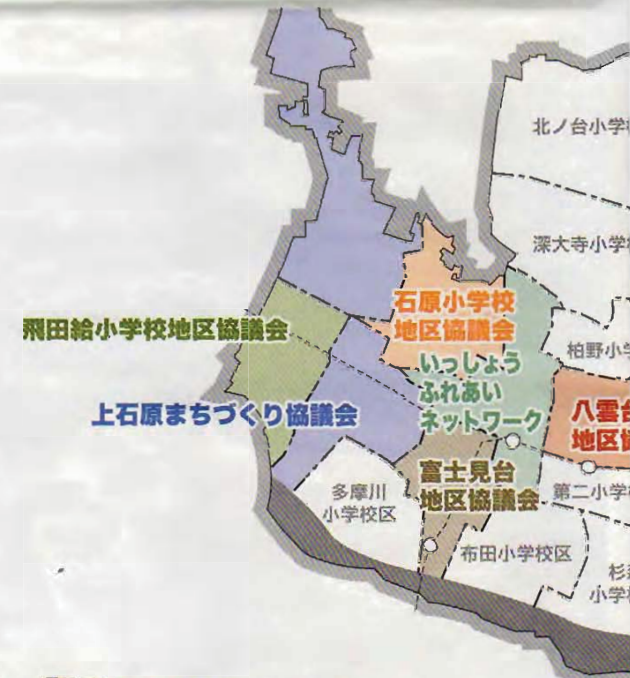 北ノ台小学
深大寺小学
石原小学校
地区協議会
飛田給小学校地区協議会
いっしょう
ふれあい
ネットワーク
柏野小学
上石原まちづくり協議会
八雲台
地区協
富士見台
地区協議会
多摩川
小学校区
第二小学
布田小学校区
小学